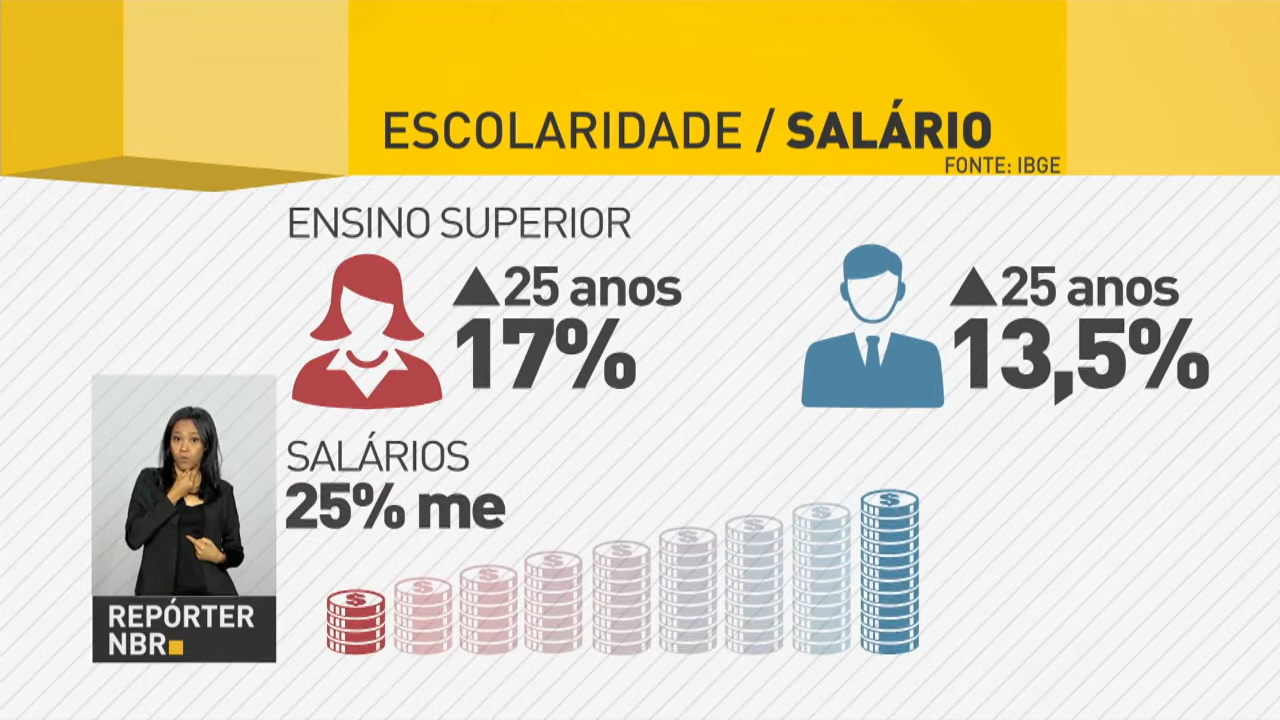 ESCOLARIDADE / SALÁRIO
FONTE: IBGE
ENSINO SUPERIOR
▲25 anos
17%
▲25 anos
13,5%
SALÁRIOS
25% me
$ $ $ $ $ $ $ $ $
REPÓRTER
NBR